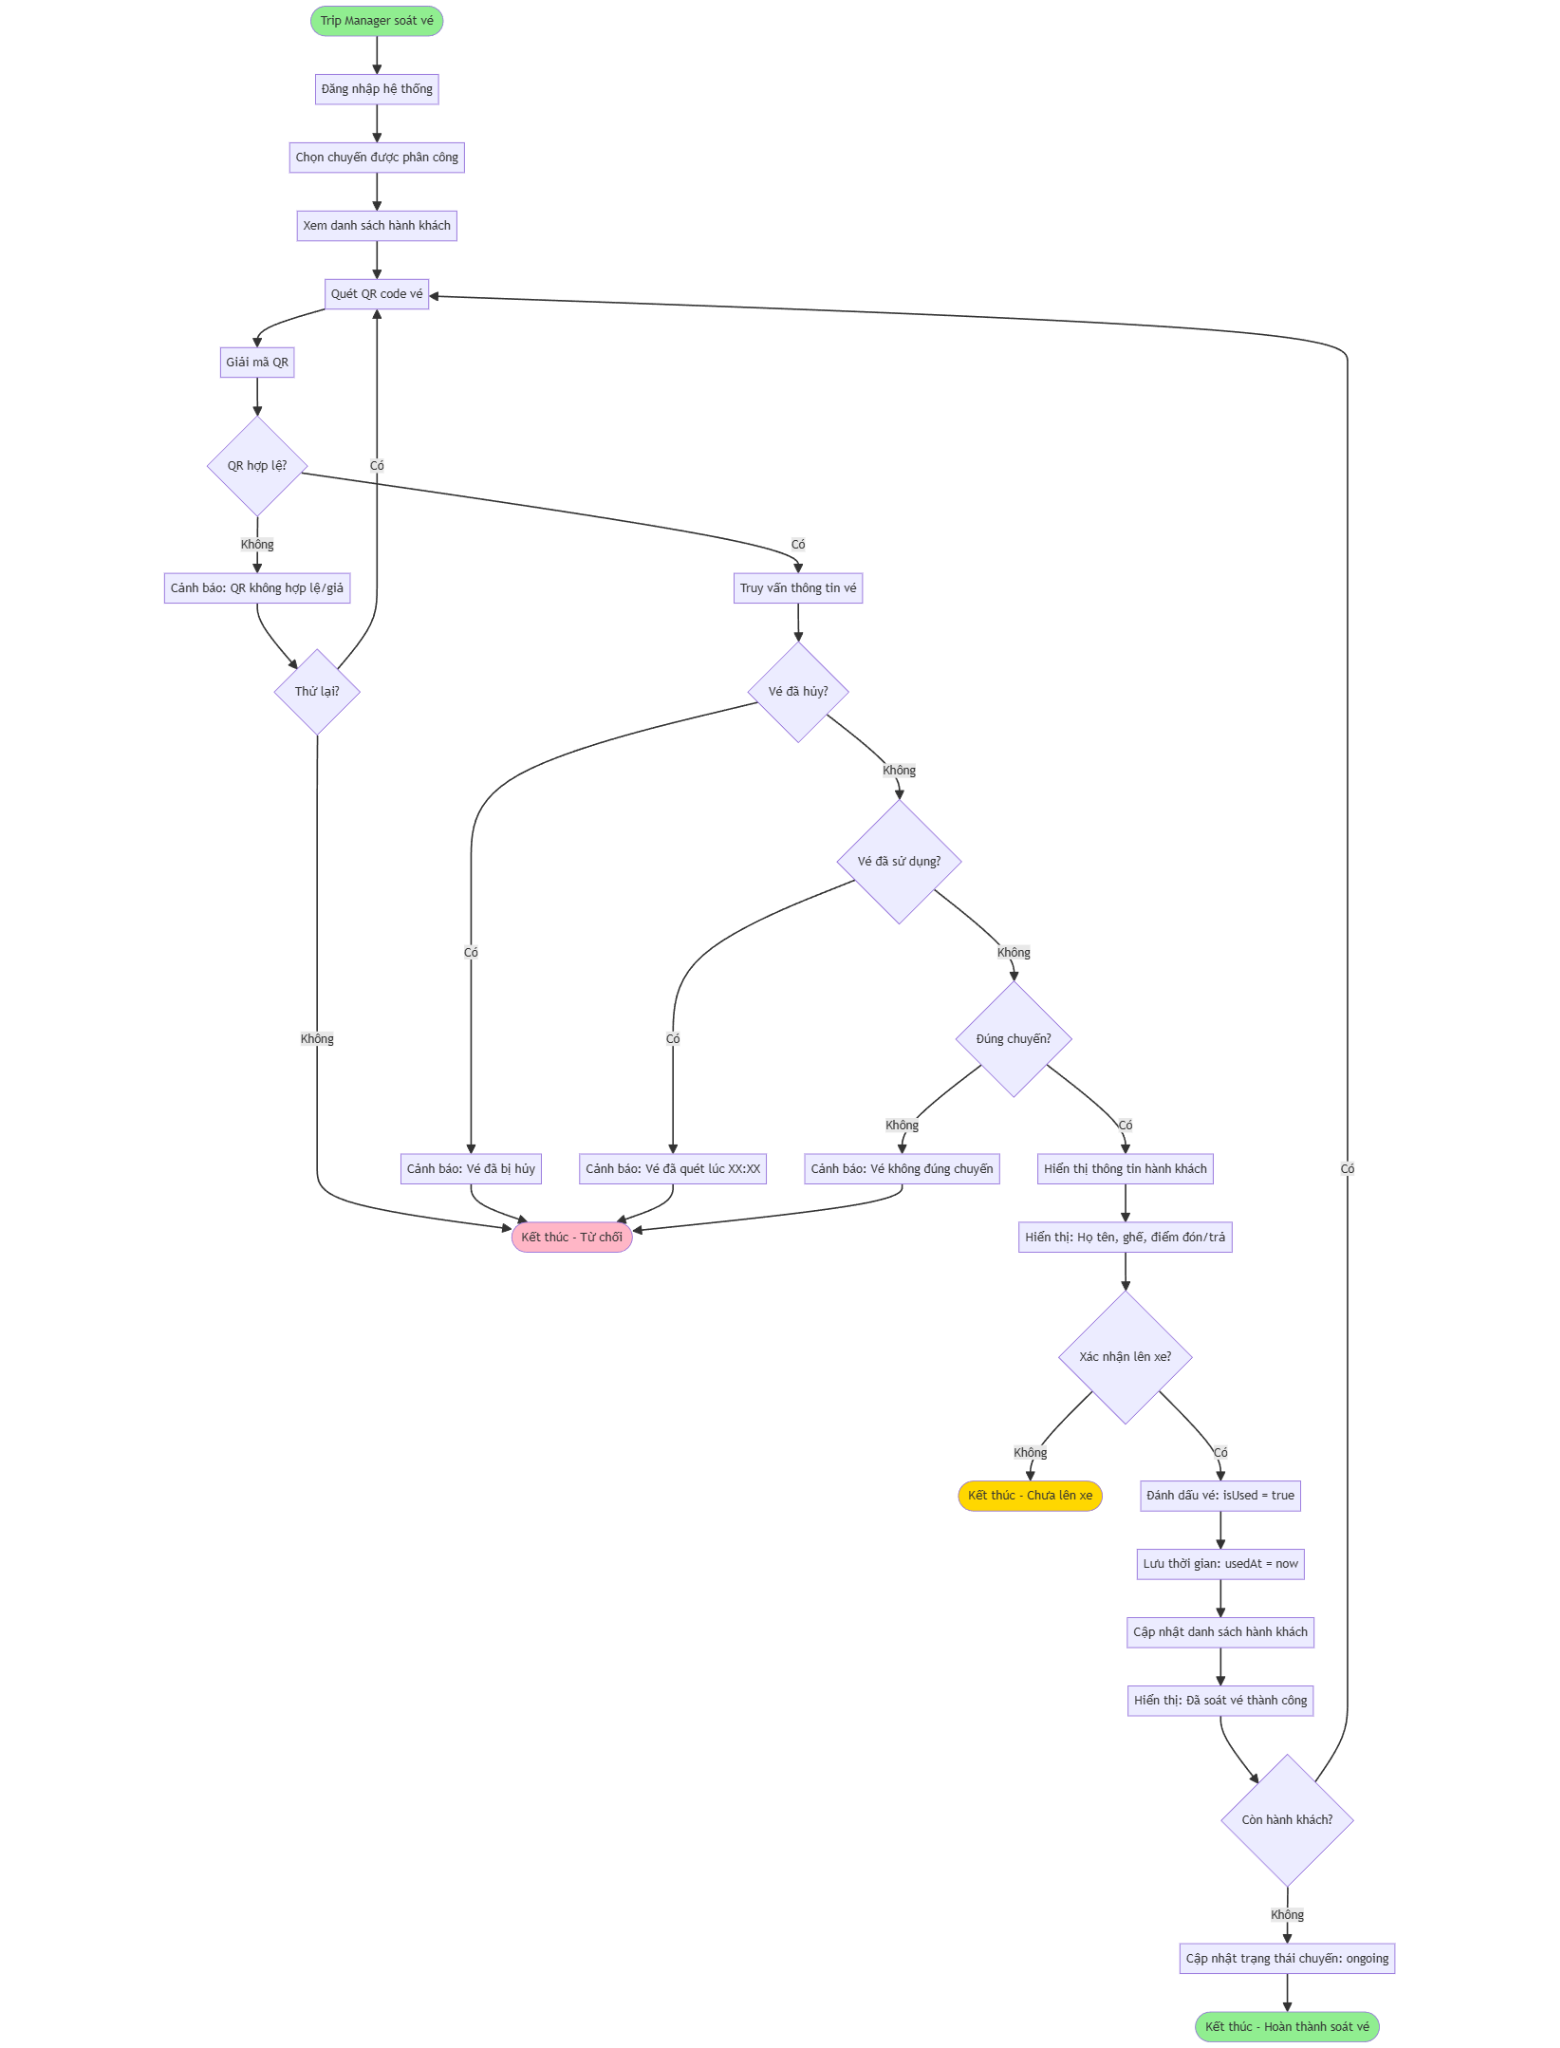 Trip Manager soát vé
Đăng nhập hệ thống
Chọn chuyến được phân công
Xem danh sách hành khách
Quét QR code vé
Giải mã QR
QR hợp lệ?
Có
Không
Có
Cảnh báo: QR không hợp lệ/giả
Truy vấn thông tin vé
Thử lại?
Vé đã hủy?
Không
Vé đã sử dụng?
Có
Không
Không
Có
Đúng chuyến?
Không
Có
Cảnh báo: Vé đã bị hủy
Cảnh báo: Vé đã quét lúc XX:XX
Cảnh báo: Vé không đúng chuyến
Hiển thị thông tin hành khách
Có
Kết thúc - Từ chối
Hiển thị: Họ tên, ghế, điểm đón/trả
Xác nhận lên xe?
Không
Có
Kết thúc - Chưa lên xe
Đánh dấu vé: isUsed = true
Lưu thời gian: usedAt = now
Cập nhật danh sách hành khách
Hiển thị: Đã soát vé thành công
Còn hành khách?
Không
Cập nhật trạng thái chuyến: ongoing
Kết thúc - Hoàn thành soát vé